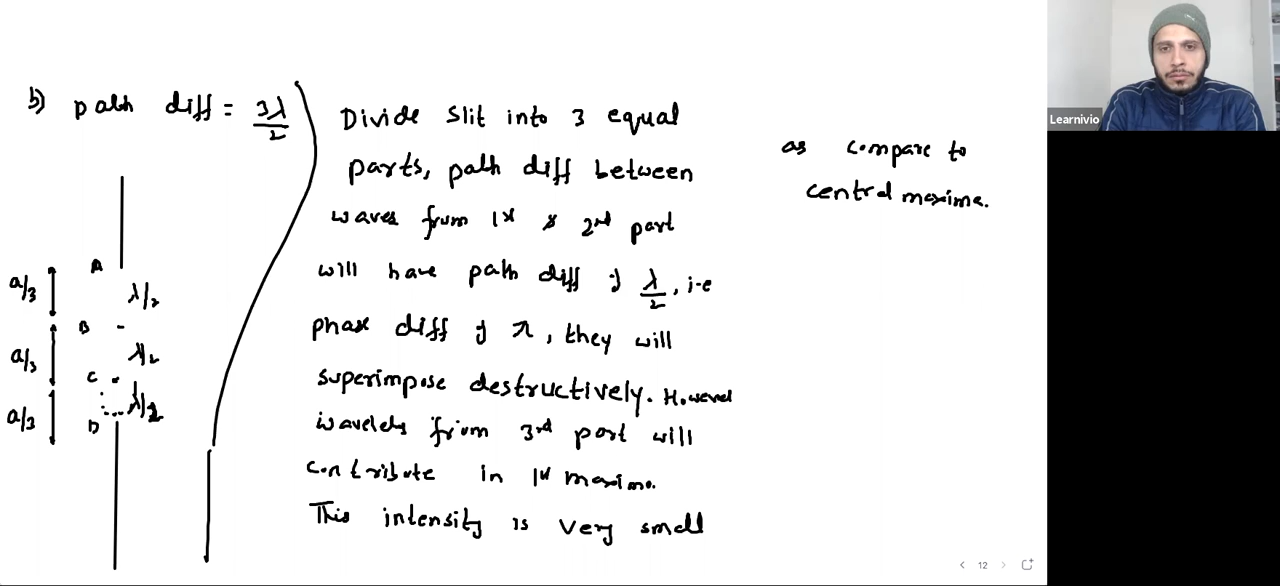 b) path diff = 3λ/2
A
a/3
λ/2
B
a/3
λ/2
C
a/3
λ/2
D
Divide slit into 3 equal
parts, path diff between
waves from 1st & 2nd part
will have path diff of λ/2, i-e
phase diff of π, they will
superimpose destructively. However
wavelets from 3rd part will
contribute in 1st maxima.
This intensity is very small
as compare to
central maxima.
Learnivio
< 12 >